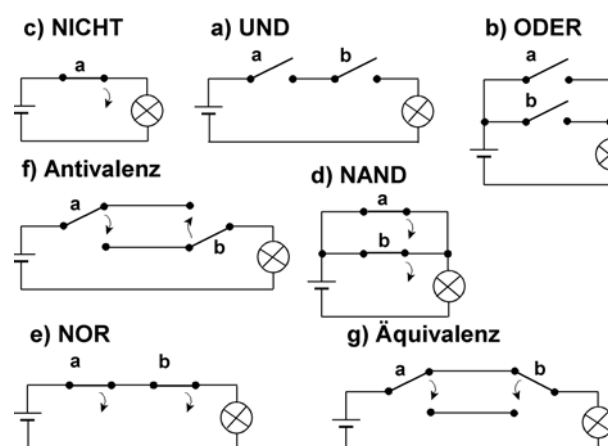 c) NICHT
a
a) UND
a b
b) ODER
a
b
f) Antivalenz
a
b
d) NAND
a
b
e) NOR
a b
g) Äquivalenz
a b